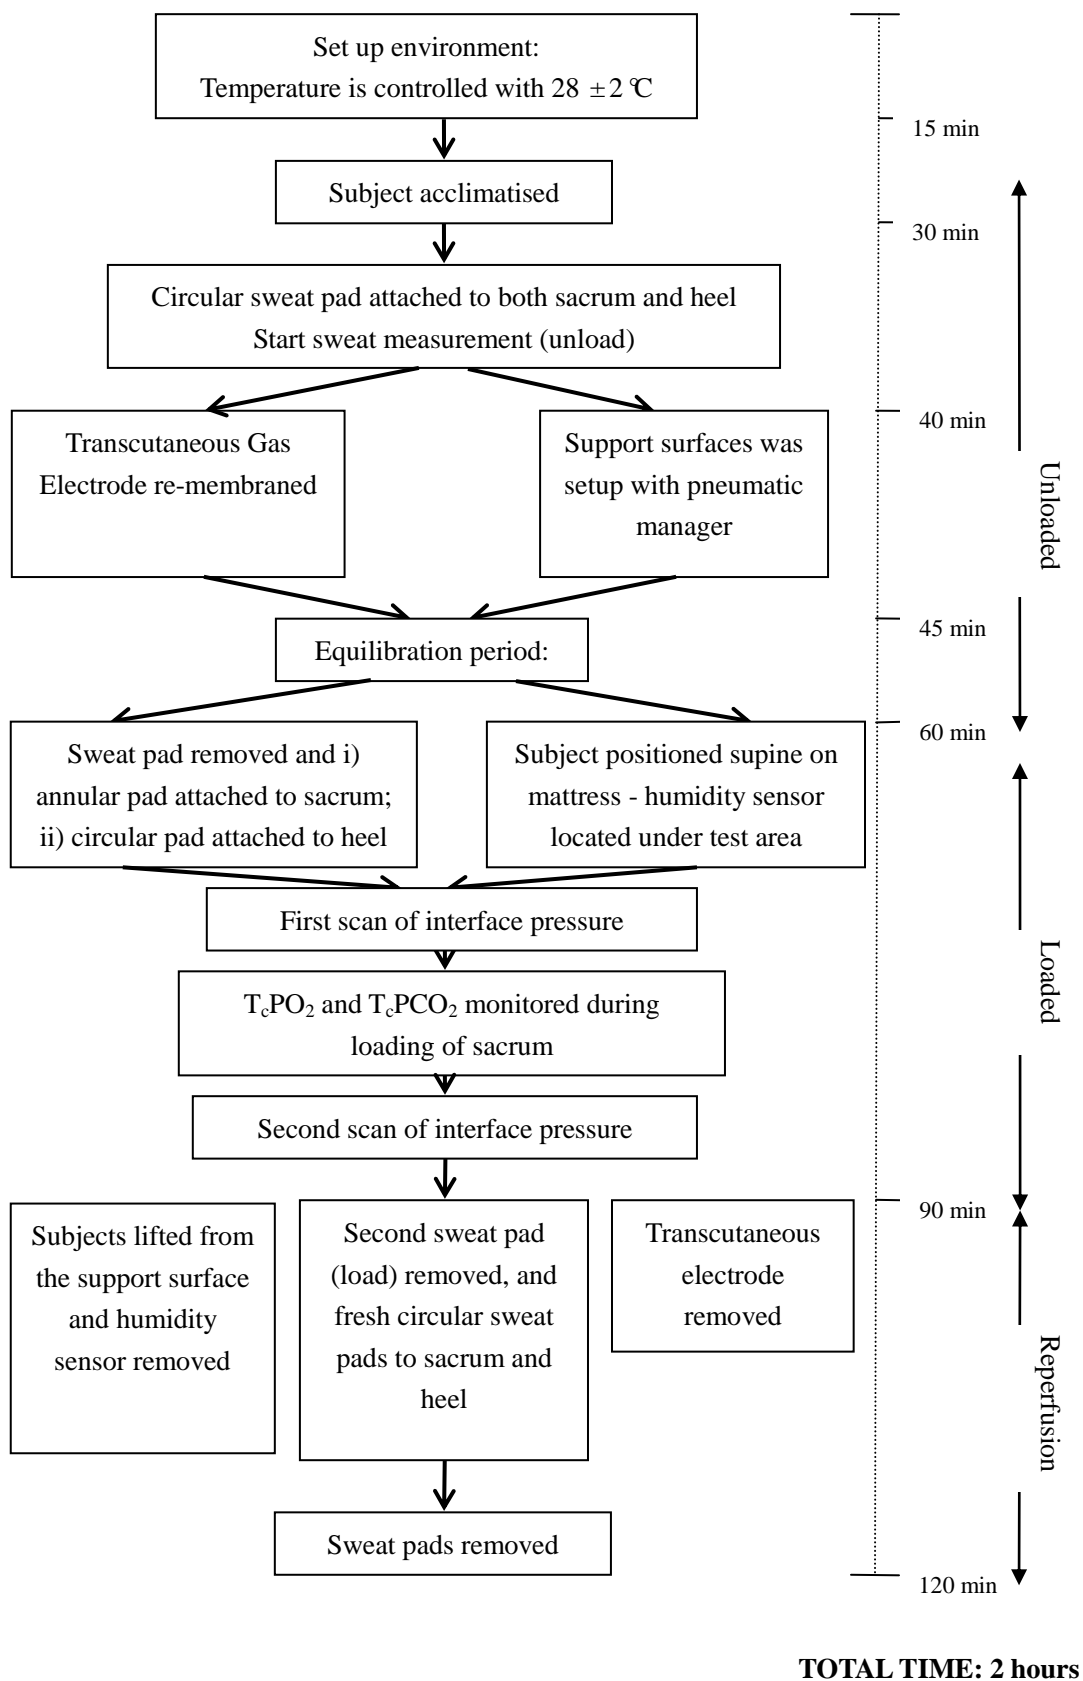 Set up environment:
Temperature is controlled with 28 ±2 ℃
15 min
Subject acclimatised
30 min
Circular sweat pad attached to both sacrum and heel
Start sweat measurement (unload)
Transcutaneous Gas
Electrode re-membraned
Support surfaces was
setup with pneumatic
manager
40 min
Unloaded
45 min
Equilibration period:
60 min
Sweat pad removed and i)
annular pad attached to sacrum;
ii) circular pad attached to heel
Subject positioned supine on
mattress - humidity sensor
located under test area
First scan of interface pressure
Loaded
TcPO2 and TcPCO2 monitored during
loading of sacrum
Second scan of interface pressure
90 min
Subjects lifted from
the support surface
and humidity
sensor removed
Second sweat pad
(load) removed, and
fresh circular sweat
pads to sacrum and
heel
Transcutaneous
electrode
removed
Reperfusion
Sweat pads removed
120 min
TOTAL TIME: 2 hours